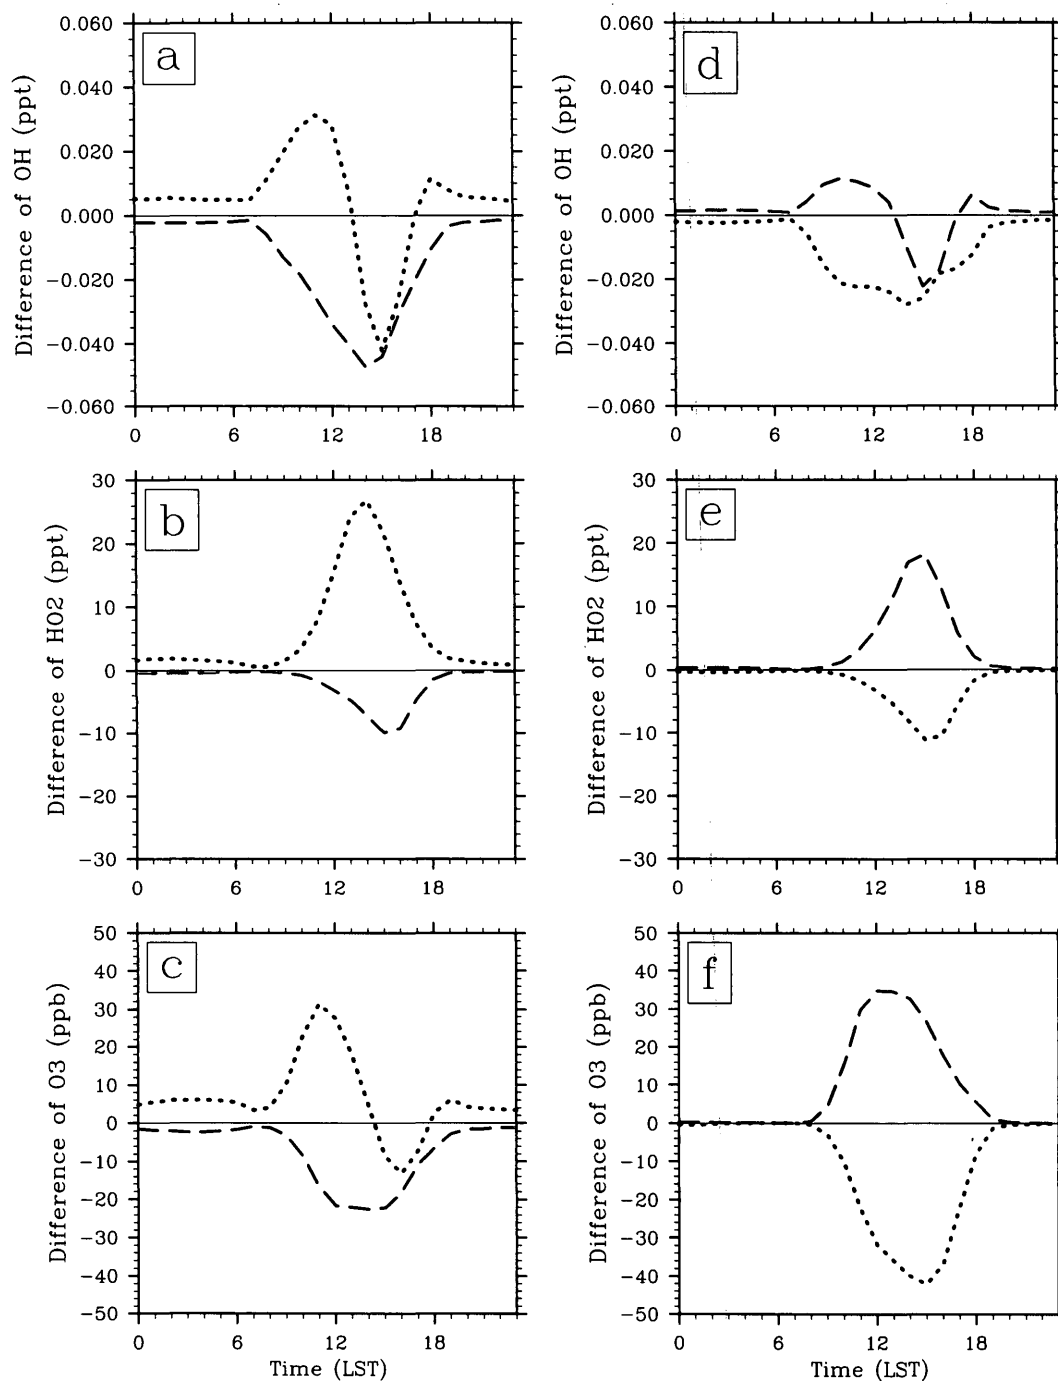 a
Difference of OH (ppt)
0.060
0.040
0.020
0.000
-0.020
-0.040
-0.060
0 6 12 18
d
Difference of OH (ppt)
0.060
0.040
0.020
0.000
-0.020
-0.040
-0.060
0 6 12 18
b
Difference of HO2 (ppt)
30
20
10
0
-10
-20
-30
0 6 12 18
e
Difference of HO2 (ppt)
30
20
10
0
-10
-20
-30
0 6 12 18
c
Difference of O3 (ppb)
50
40
30
20
10
0
-10
-20
-30
-40
-50
0 6 12 18
Time (LST)
f
Difference of O3 (ppb)
50
40
30
20
10
0
-10
-20
-30
-40
-50
0 6 12 18
Time (LST)